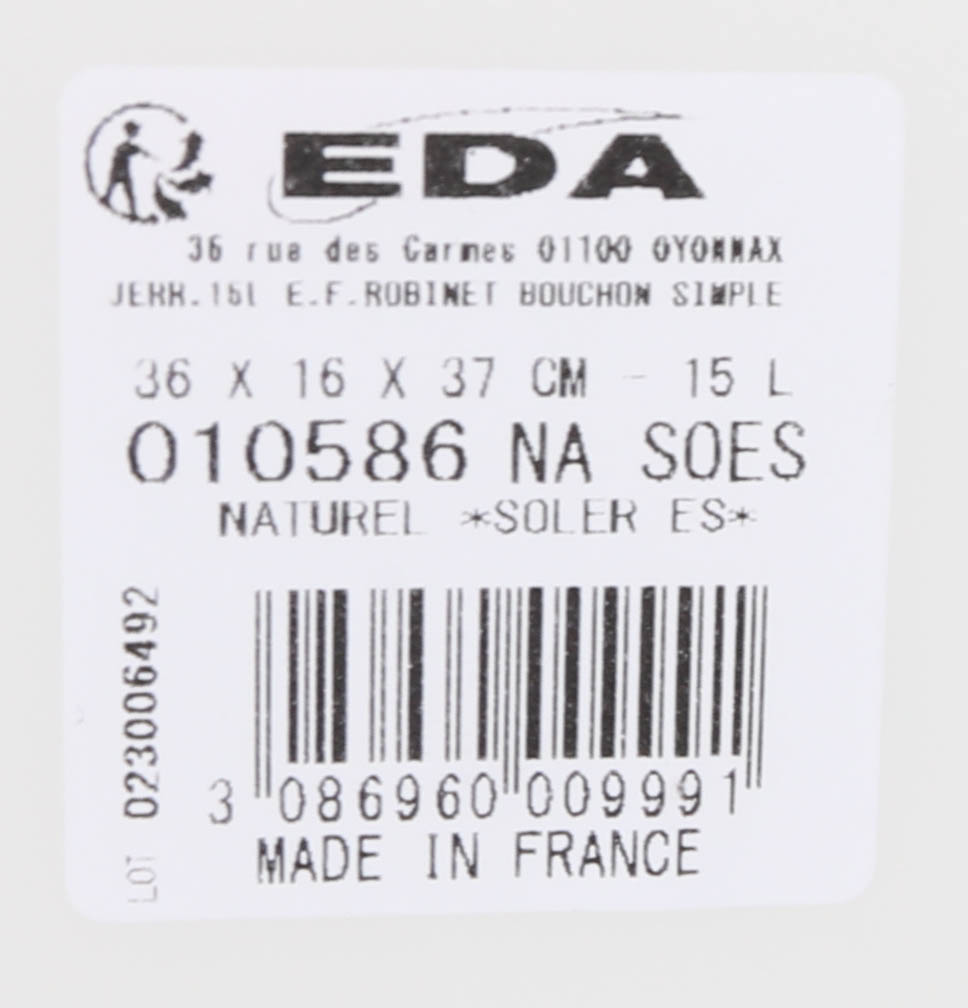 EDA
36 rue des Carmes 01100 OYONNAX
JERR.15L E.F.ROBINET BOUCHON SIMPLE
36 X 16 X 37 CM - 15 L
010586 NA SOES
NATUREL *SOLER ES*
LOT 023006492
3 086960 009991
MADE IN FRANCE